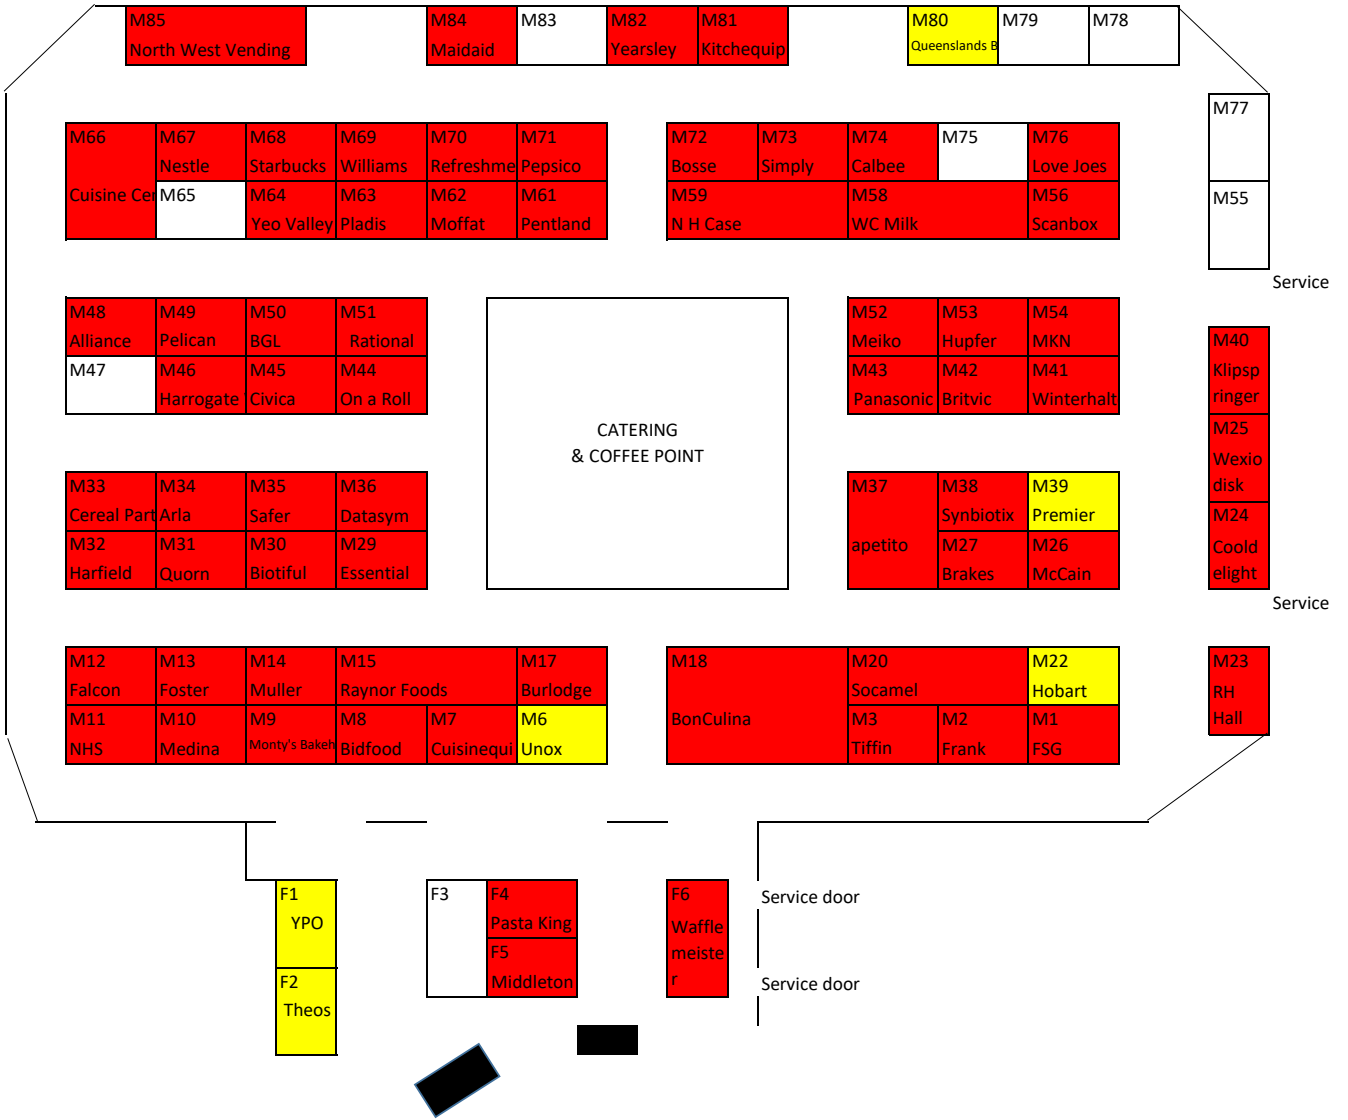 M85 M84 M83 M82 M81 M80 M79 M78
North West Vending Maidaid Yearsley Kitchequip Queenslands B
M77
M66 M67 M68 M69 M70 M71 M72 M73 M74 M75 M76
Nestle Starbucks Williams Refreshme Pepsico Bosse Simply Calbee Love Joes
Cuisine Cer M65 M64 M63 M62 M61 M59 M58 M56 M55
Yeo Valley Pladis Moffat Pentland N H Case WC Milk Scanbox
Service
M48 M49 M50 M51 M52 M53 M54
Alliance Pelican BGL Rational Meiko Hupfer MKN M40
M47 M46 M45 M44 M43 M42 M41 Klipsp
Harrogate Civica On a Roll Panasonic Britvic Winterhalt ringer
CATERING M25
& COFFEE POINT Wexio
M33 M34 M35 M36 M37 M38 M39 disk
Cereal Part Arla Safer Datasym Synbiotix Premier M24
M32 M31 M30 M29 apetito M27 M26 Coold
Harfield Quorn Biotiful Essential Brakes McCain elight
Service
M12 M13 M14 M15 M17 M18 M20 M22 M23
Falcon Foster Muller Raynor Foods Burlodge Socamel Hobart RH
M11 M10 M9 M8 M7 M6 BonCulina M3 M2 M1 Hall
NHS Medina Monty's Bakeh Bidfood Cuisinequi Unox Tiffin Frank FSG
F1 F3 F4 F6 Service door
YPO Pasta King Waffle
F5 meiste
F2 Middleton r Service door
Theos